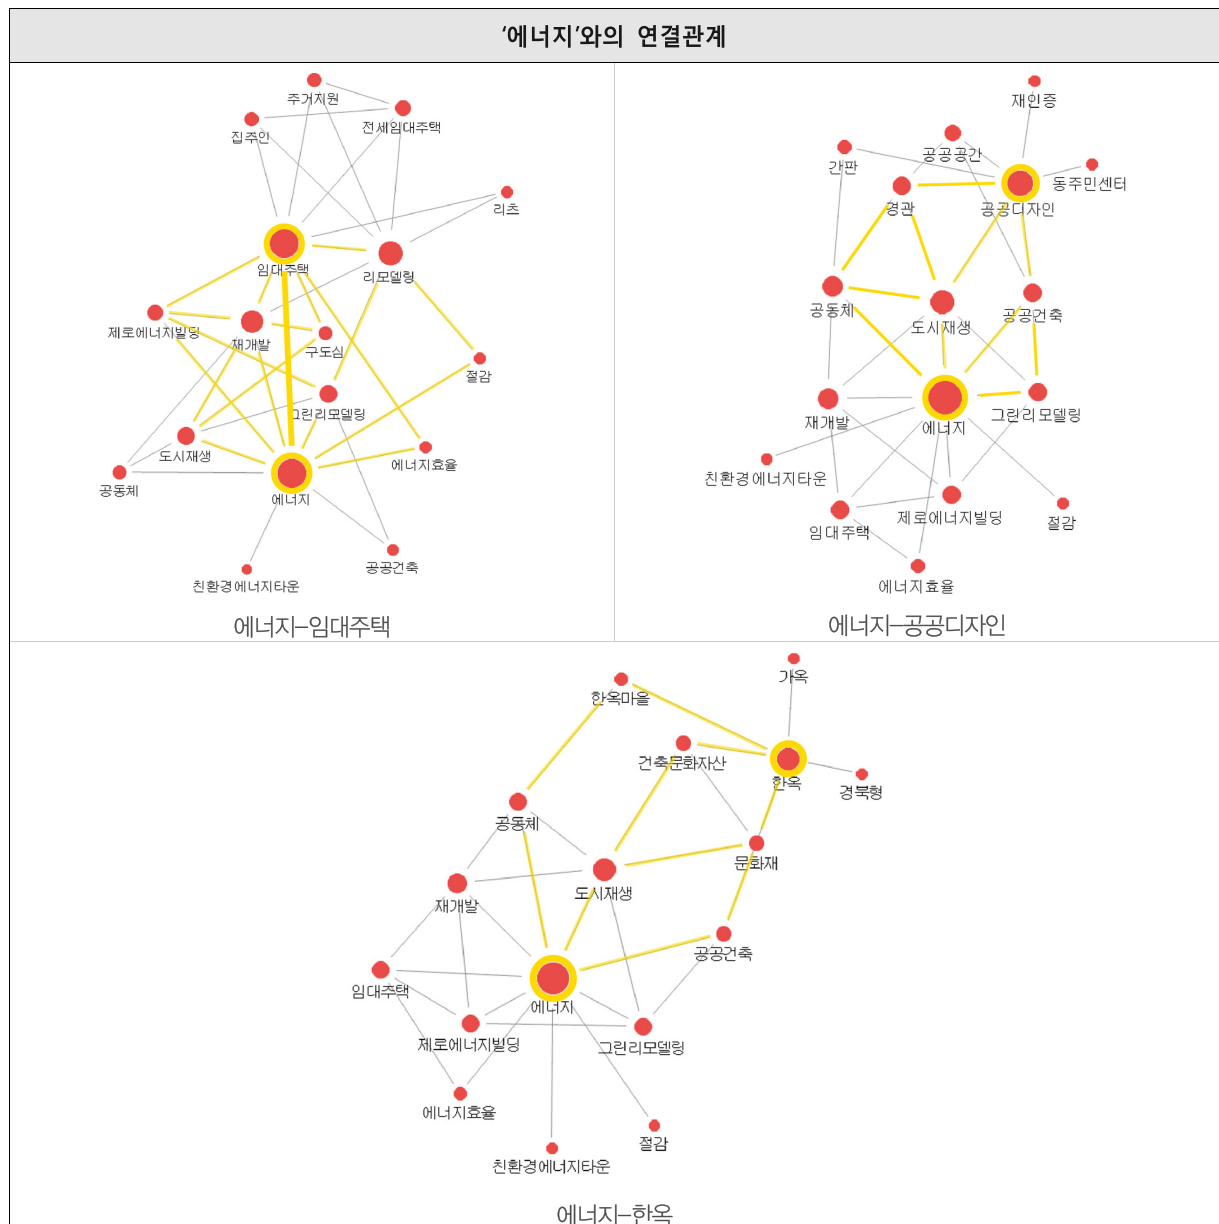 ‘에너지’와의 연결관계
주거지원
전세임대주택
집주인
리츠
임대주택
리모델링
제로에너지빌딩
재개발
구도심
절감
그린리모델링
도시재생
에너지효율
공동체
에너지
공공건축
친환경에너지타운
에너지–임대주택
재인증
공공공간
간판
동주민센터
경관
공공디자인
공동체
도시재생
공공건축
재개발
에너지
그린리모델링
친환경에너지타운
제로에너지빌딩
절감
임대주택
에너지효율
에너지–공공디자인
가옥
한옥마을
건축문화자산
한옥
경북형
공동체
문화재
도시재생
재개발
공공건축
임대주택
에너지
제로에너지빌딩
그린리모델링
에너지효율
절감
친환경에너지타운
에너지–한옥